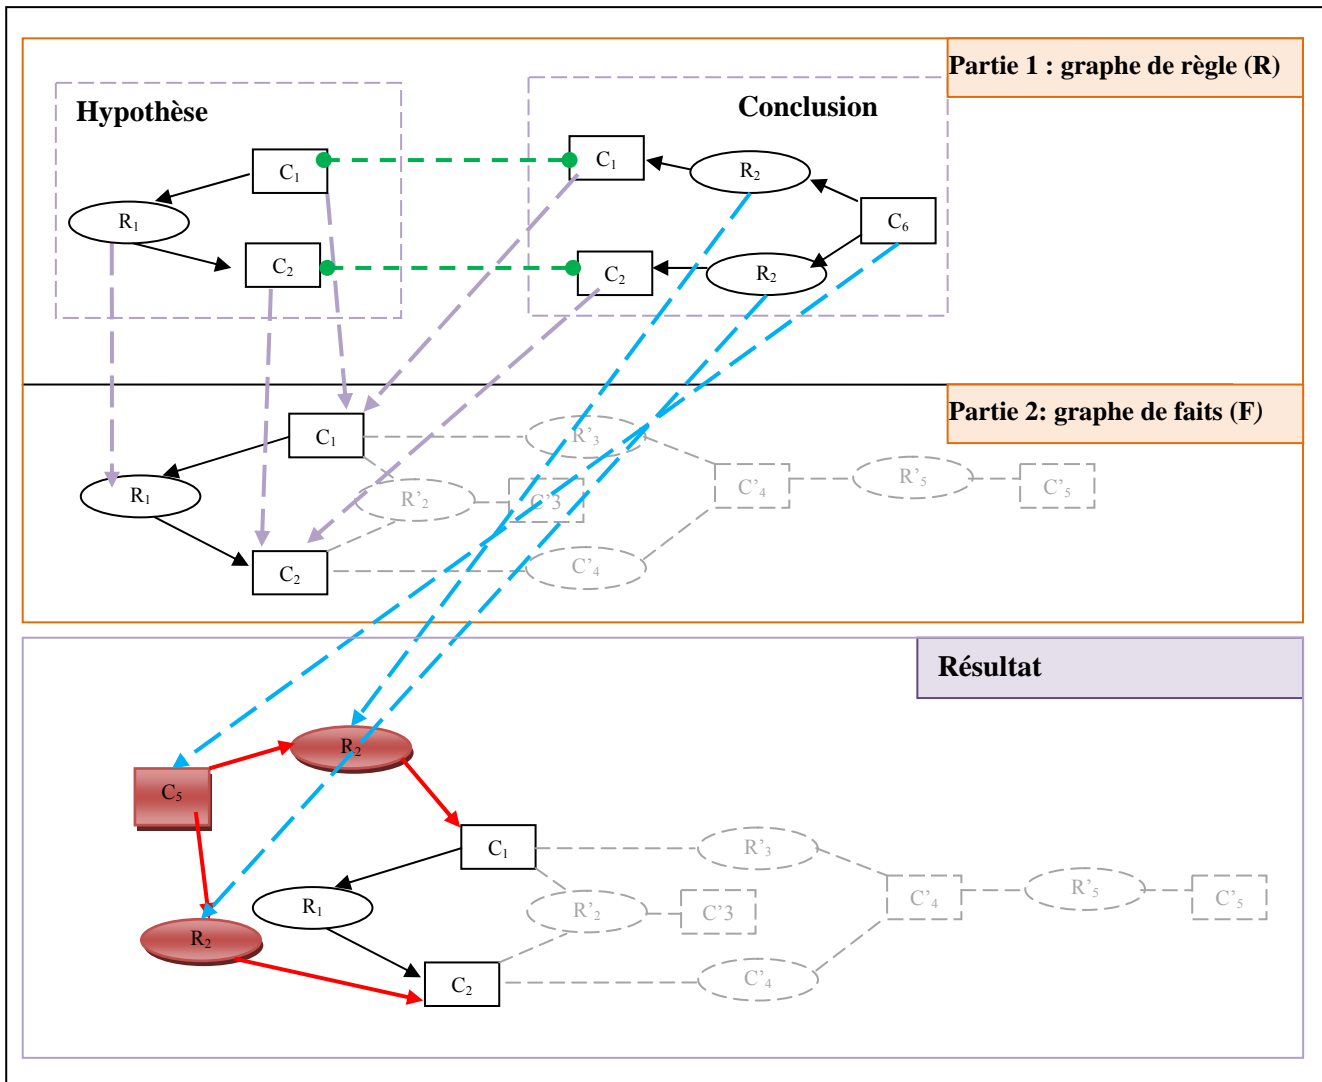 Partie 1 : graphe de règle (R)
Hypothèse
Conclusion
C₁
C₁
R₂
R₁
C₆
C₂
C₂
R₂
Partie 2: graphe de faits (F)
C₁
R'₃
R₁
R'₂
C'3
C'₄
R'₅
C'₅
C₂
C'₄
Résultat
R₂
C₅
C₁
R'₃
R₁
R'₂
C'3
C'₄
R'₅
C'₅
R₂
C₂
C'₄